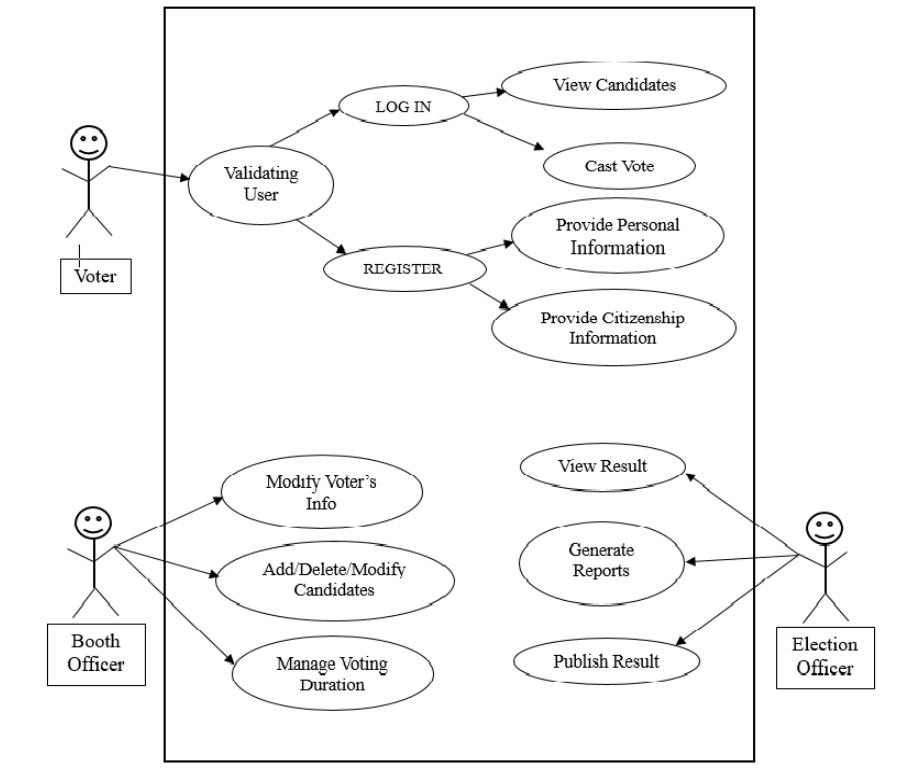 View Candidates
LOG IN
Cast Vote
Validating
User
Provide Personal
Information
REGISTER
Voter
Provide Citizenship
Information
View Result
Modify Voter’s
Info
Generate
Reports
Add/Delete/Modify
Candidates
Booth
Officer
Election
Officer
Publish Result
Manage Voting
Duration